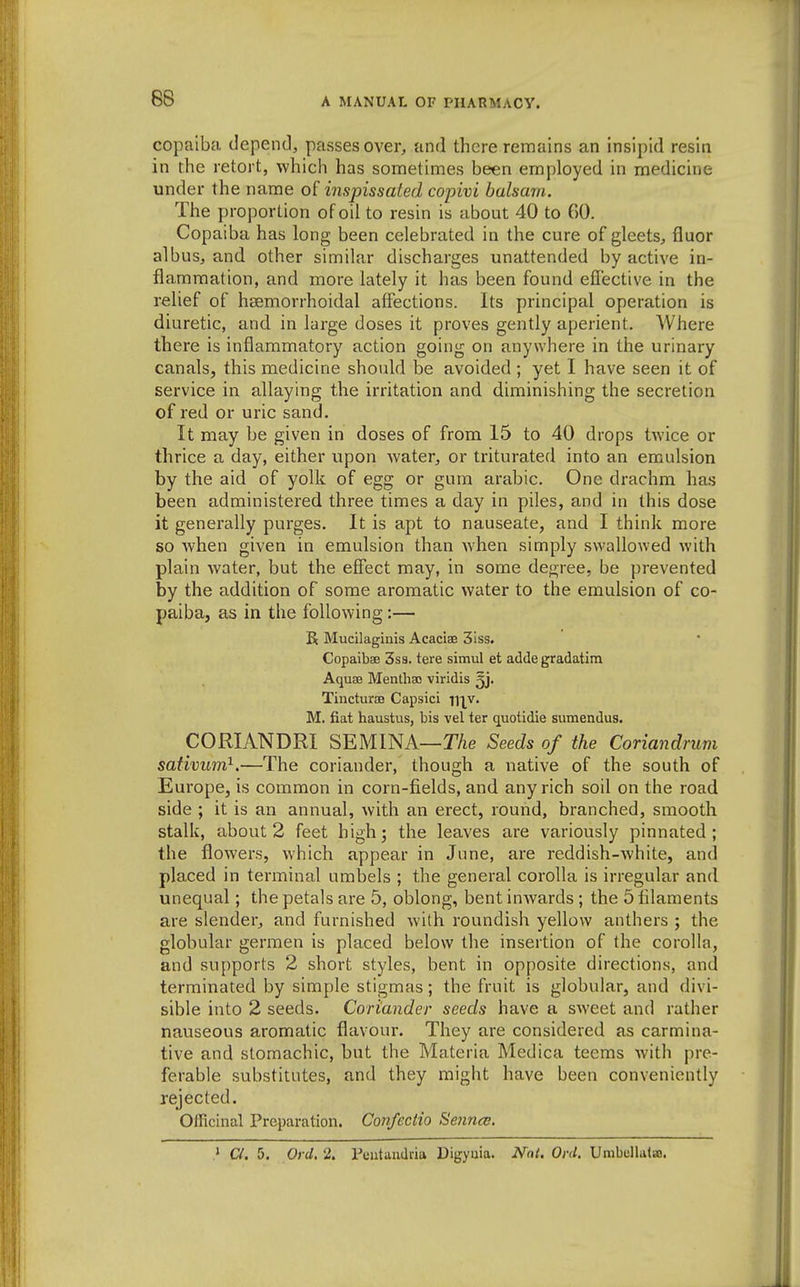 88
A MANUAL OF PHARMACY.
copaiba depend, passes over, and there remains an insipid resin
in the retort, which has sometimes been employed in medicine
under the name of inspissated copivi balsam.
The proportion of oil to resin is about 40 to 60.
Copaiba has long been celebrated in the cure of gleets, fluor
albus, and other similar discharges unattended by active in-
flammation, and more lately it has been found effective in the
relief of hæmorrhoidal affections. Its principal operation is
diuretic, and in large doses it proves gently aperient. Where
there is inflammatory action going on anywhere in the urinary
canals, this medicine should be avoided ; yet I have seen it of
service in allaying the irritation and diminishing the secretion
of red or uric sand.
It may be given in doses of from 15 to 40 drops twice or
thrice a day, either upon water, or triturated into an emulsion
by the aid of yolk of egg or gum arabic. One drachm has
been administered three times a day in piles, and in this dose
it generally purges. It is apt to nauseate, and I think more
so when given in emulsion than when simply swallowed with
plain water, but the effect may, in some degree, be prevented
by the addition of some aromatic water to the emulsion of co-
paiba, as in the following :—
℞ Mucilaginis Acaciæ ʒiss.
Copaibæ ʒss. tere simul et adde gradatim
Aquæ Menthæ viridis ℥j.
Tincturæ Capsici ♏v.
M. fiat haustus, bis vel ter quotidie sumendus.
CORIANDRI SEMINA—The Seeds of the Coriandrum
sativum¹.—The coriander, though a native of the south of
Europe, is common in corn-fields, and any rich soil on the road
side ; it is an annual, with an erect, round, branched, smooth
stalk, about 2 feet high ; the leaves are variously pinnated ;
the flowers, which appear in June, are reddish-white, and
placed in terminal umbels ; the general corolla is irregular and
unequal ; the petals are 5, oblong, bent inwards ; the 5 filaments
are slender, and furnished with roundish yellow anthers ; the
globular germen is placed below the insertion of the corolla,
and supports 2 short styles, bent in opposite directions, and
terminated by simple stigmas ; the fruit is globular, and divi-
sible into 2 seeds. Coriander seeds have a sweet and rather
nauseous aromatic flavour. They are considered as carmina-
tive and stomachic, but the Materia Medica teems with pre-
ferable substitutes, and they might have been conveniently
rejected.
Officinal Preparation. Confectio Sennæ.
¹ Cl. 5. Ord. 2. Pentandria Digynia. Nat. Ord. Umbellatæ.